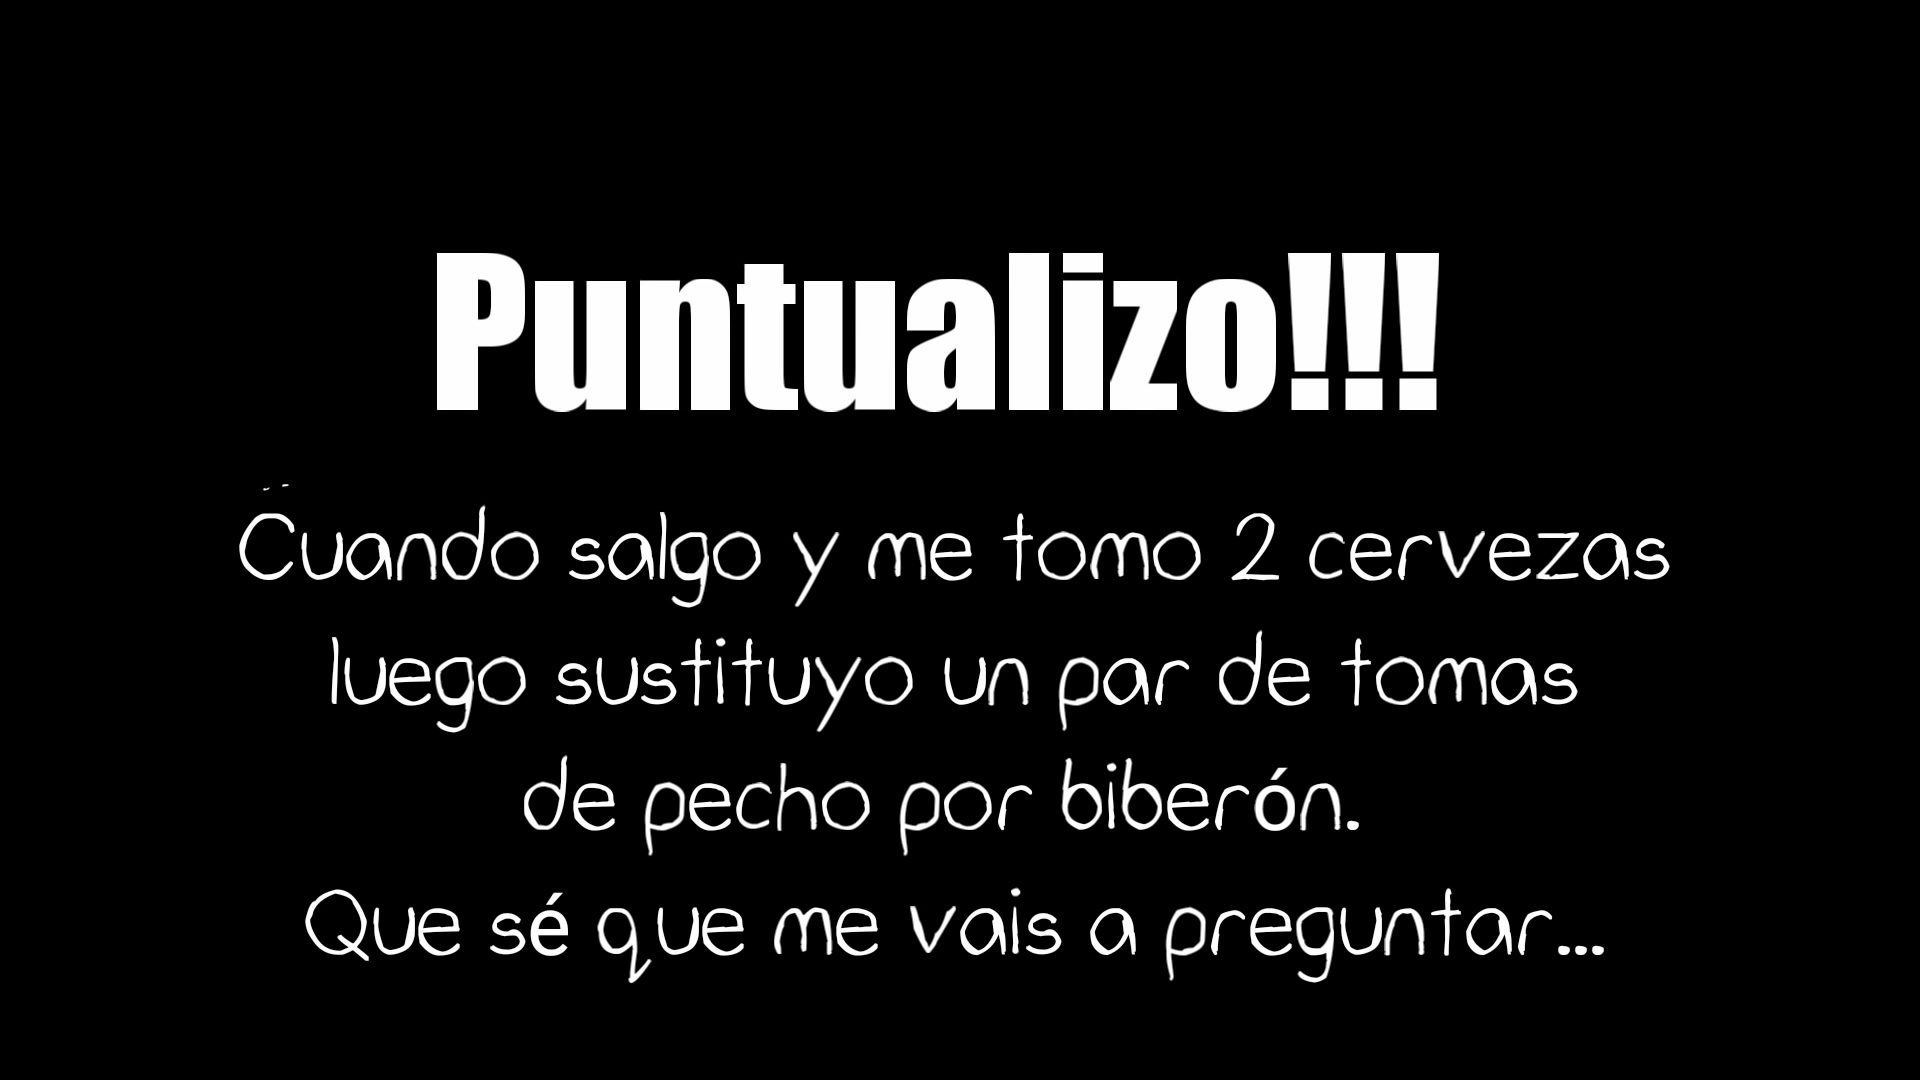 Puntualizo!!!
Cuando salgo y me tomo 2 cervezas
luego sustituyo un par de tomas
de pecho por biberón.
Que sé que me vais a preguntar...